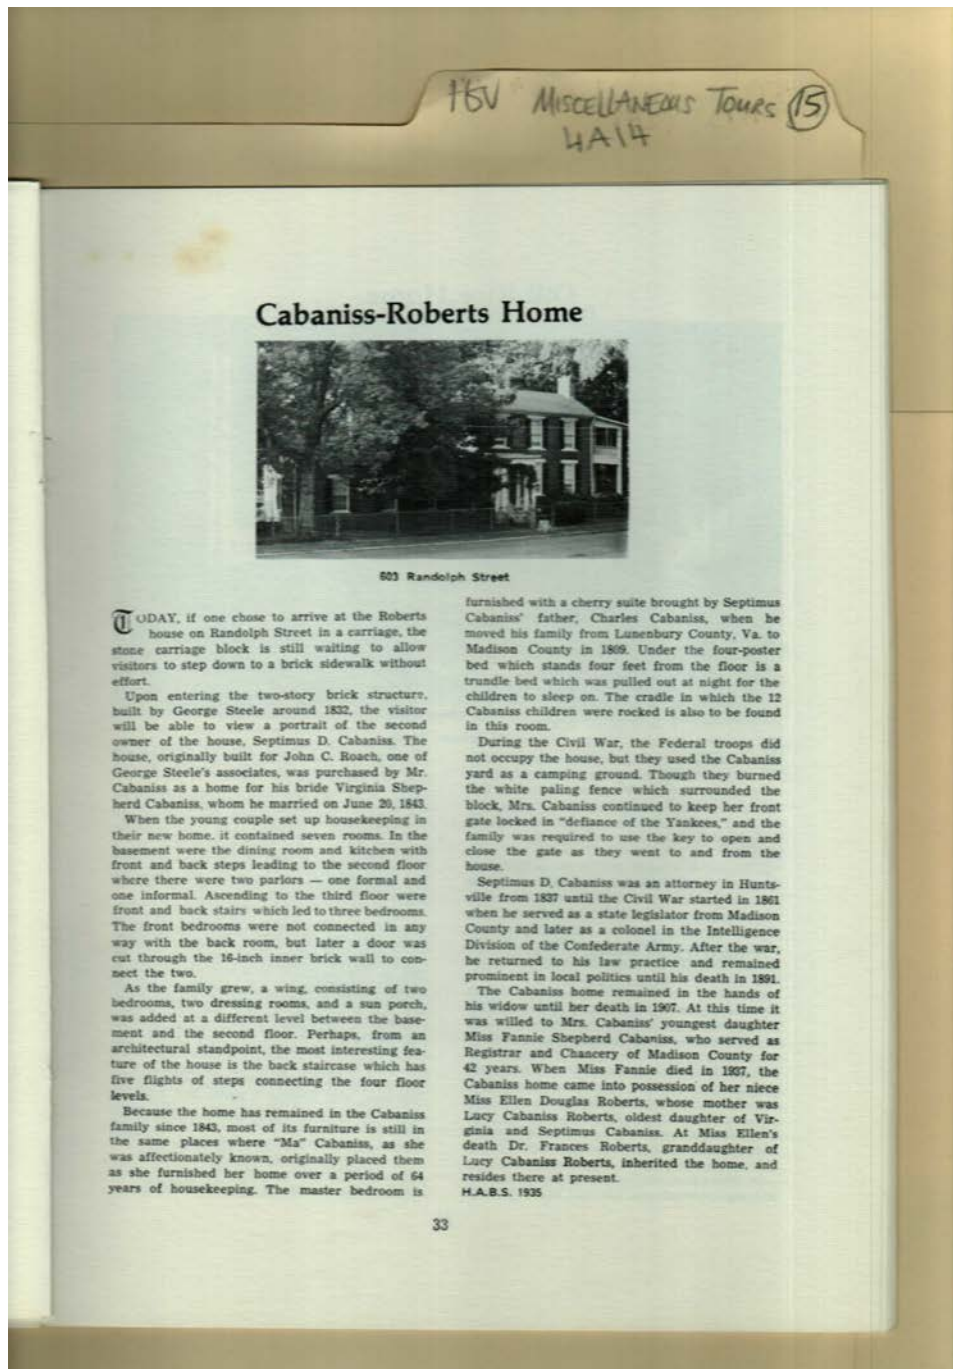 HSV MISCELLANEOUS TOURS 15
4A14
Cabaniss-Roberts Home
603 Randolph Street
TODAY, if one chose to arrive at the Roberts
house on Randolph Street in a carriage, the
stone carriage block is still waiting to allow
visitors to step down to a brick sidewalk without
effort.
Upon entering the two-story brick structure,
built by George Steele around 1832, the visitor
will be able to view a portrait of the second
owner of the house, Septimus D. Cabaniss. The
house, originally built for John C. Roach, one of
George Steele's associates, was purchased by Mr.
Cabaniss as a home for his bride Virginia Shep-
herd Cabaniss, whom he married on June 20, 1843.
When the young couple set up housekeeping in
their new home, it contained seven rooms. In the
basement were the dining room and kitchen with
front and back steps leading to the second floor
where there were two parlors — one formal and
one informal. Ascending to the third floor were
front and back stairs which led to three bedrooms.
The front bedrooms were not connected in any
way with the back room, but later a door was
cut through the 16-inch inner brick wall to con-
nect the two.
As the family grew, a wing, consisting of two
bedrooms, two dressing rooms, and a sun porch,
was added at a different level between the base-
ment and the second floor. Perhaps, from an
architectural standpoint, the most interesting fea-
ture of the house is the back staircase which has
five flights of steps connecting the four floor
levels.
Because the home has remained in the Cabaniss
family since 1843, most of its furniture is still in
the same places where "Ma" Cabaniss, as she
was affectionately known, originally placed them
as she furnished her home over a period of 64
years of housekeeping. The master bedroom is
furnished with a cherry suite brought by Septimus
Cabaniss' father, Charles Cabaniss, when he
moved his family from Lunenbury County, Va. to
Madison County in 1809. Under the four-poster
bed which stands four feet from the floor is a
trundle bed which was pulled out at night for the
children to sleep on. The cradle in which the 12
Cabaniss children were rocked is also to be found
in this room.
During the Civil War, the Federal troops did
not occupy the house, but they used the Cabaniss
yard as a camping ground. Though they burned
the white paling fence which surrounded the
block, Mrs. Cabaniss continued to keep her front
gate locked in "defiance of the Yankees," and the
family was required to use the key to open and
close the gate as they went to and from the
house.
Septimus D. Cabaniss was an attorney in Hunts-
ville from 1837 until the Civil War started in 1861
when he served as a state legislator from Madison
County and later as a colonel in the Intelligence
Division of the Confederate Army. After the war,
he returned to his law practice and remained
prominent in local politics until his death in 1891.
The Cabaniss home remained in the hands of
his widow until her death in 1907. At this time it
was willed to Mrs. Cabaniss' youngest daughter
Miss Fannie Shepherd Cabaniss, who served as
Registrar and Chancery of Madison County for
42 years. When Miss Fannie died in 1937, the
Cabaniss home came into possession of her niece
Miss Ellen Douglas Roberts, whose mother was
Lucy Cabaniss Roberts, oldest daughter of Vir-
ginia and Septimus Cabaniss. At Miss Ellen's
death Dr. Frances Roberts, granddaughter of
Lucy Cabaniss Roberts, inherited the home, and
resides there at present.
H.A.B.S. 1935
33